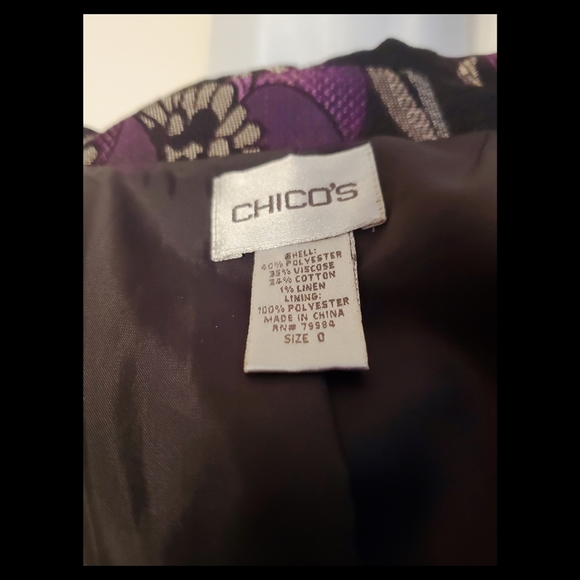 CHICO'S
SHELL:
40% POLYESTER
35% VISCOSE
24% COTTON
1% LINEN
LINING:
100% POLYESTER
MADE IN CHINA
RN# 79984
SIZE 0